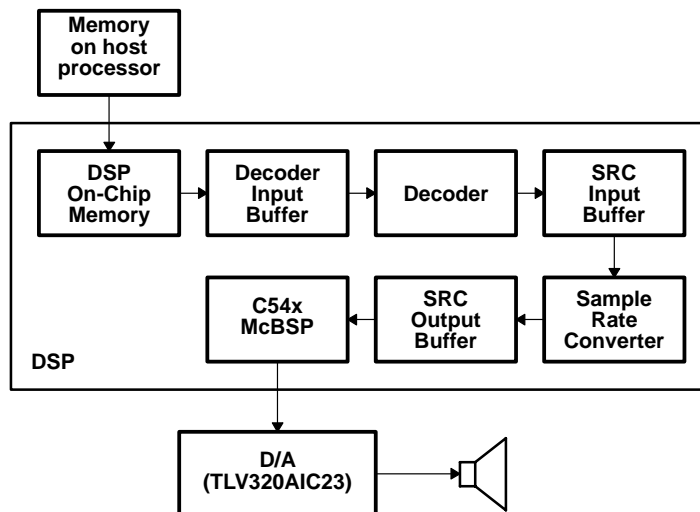 Memory
on host
processor
DSP
On-Chip
Memory
Decoder
Input
Buffer
Decoder
SRC
Input
Buffer
C54x
McBSP
SRC
Output
Buffer
Sample
Rate
Converter
DSP
D/A
(TLV320AIC23)